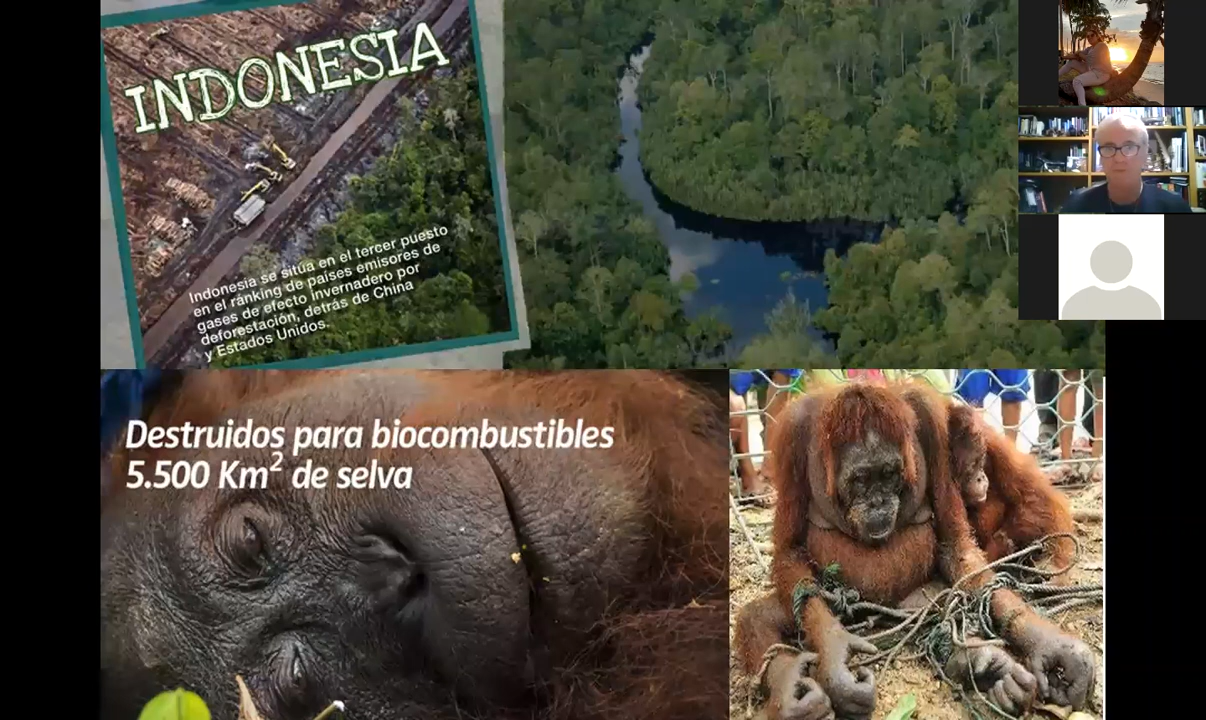 INDONESIA
Indonesia se sitúa en el tercer puesto
en el ránking de países emisores de
gases de efecto invernadero por
deforestación, detrás de China
y Estados Unidos.
Destruidos para biocombustibles
5.500 Km² de selva